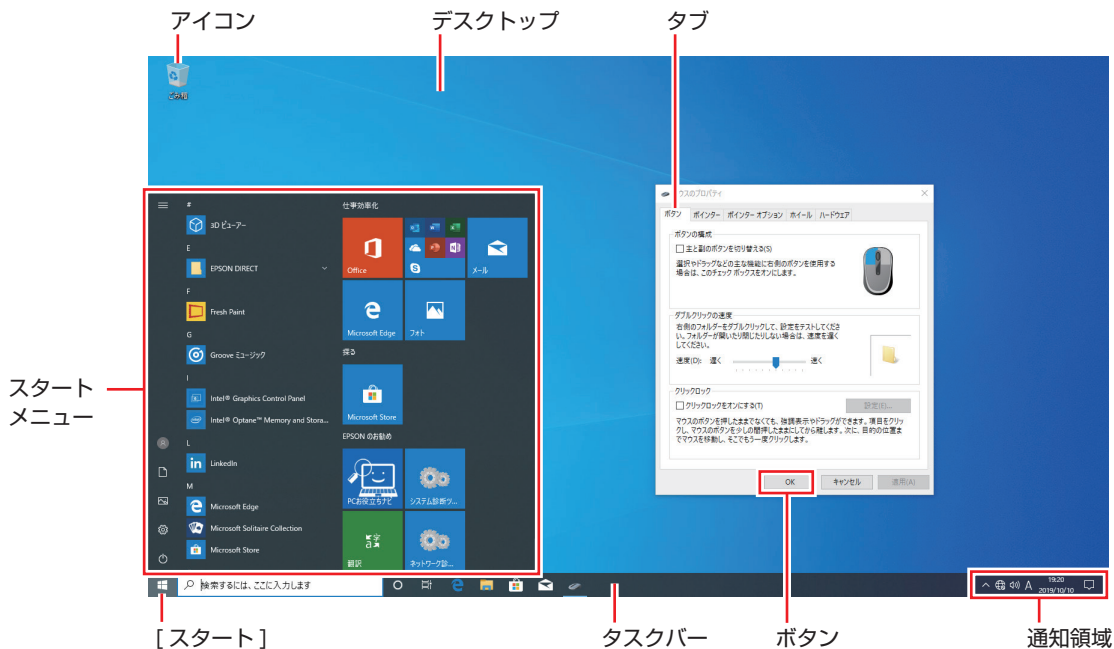 アイコン
デスクトップ
タブ
ごみ箱
スタート
メニュー
#
3D ビューアー
E
EPSON DIRECT
F
Fresh Paint
G
Groove ミュージック
I
Intel® Graphics Control Panel
Intel® Optane™ Memory and Stora...
L
LinkedIn
M
Microsoft Edge
Microsoft Solitaire Collection
Microsoft Store
仕事効率化
Office
メール
Microsoft Edge
フォト
探る
Microsoft Store
EPSON のお勧め
PCお役立ちナビ
システム診断ツ...
翻訳
ネットワーク診...
マウスのプロパティ
ボタン
ポインター
ポインター オプション
ホイール
ハードウェア
ボタンの構成
主と副のボタンを切り替える(S)
選択やドラッグなどの主な機能に右側のボタンを使用する
場合は、このチェック ボックスをオンにします。
ダブルクリックの速度
右側のフォルダーをダブルクリックして、設定をテストしてくださ
い。フォルダーが開いたり閉じたりしない場合は、速度を遅く
してください。
速度(D): 遅く 速く
クリックロック
クリックロックをオンにする(T)
設定(E)...
マウスのボタンを押したままでなくても、強調表示やドラッグができます。項目をクリッ
クし、マウスのボタンを少しの間押したままにしてから離します。次に、目的の位置ま
でマウスを移動し、そこでもう一度クリックします。
OK
キャンセル
適用(A)
検索するには、ここに入力します
A
19:20
2019/10/10
[スタート]
タスクバー
ボタン
通知領域